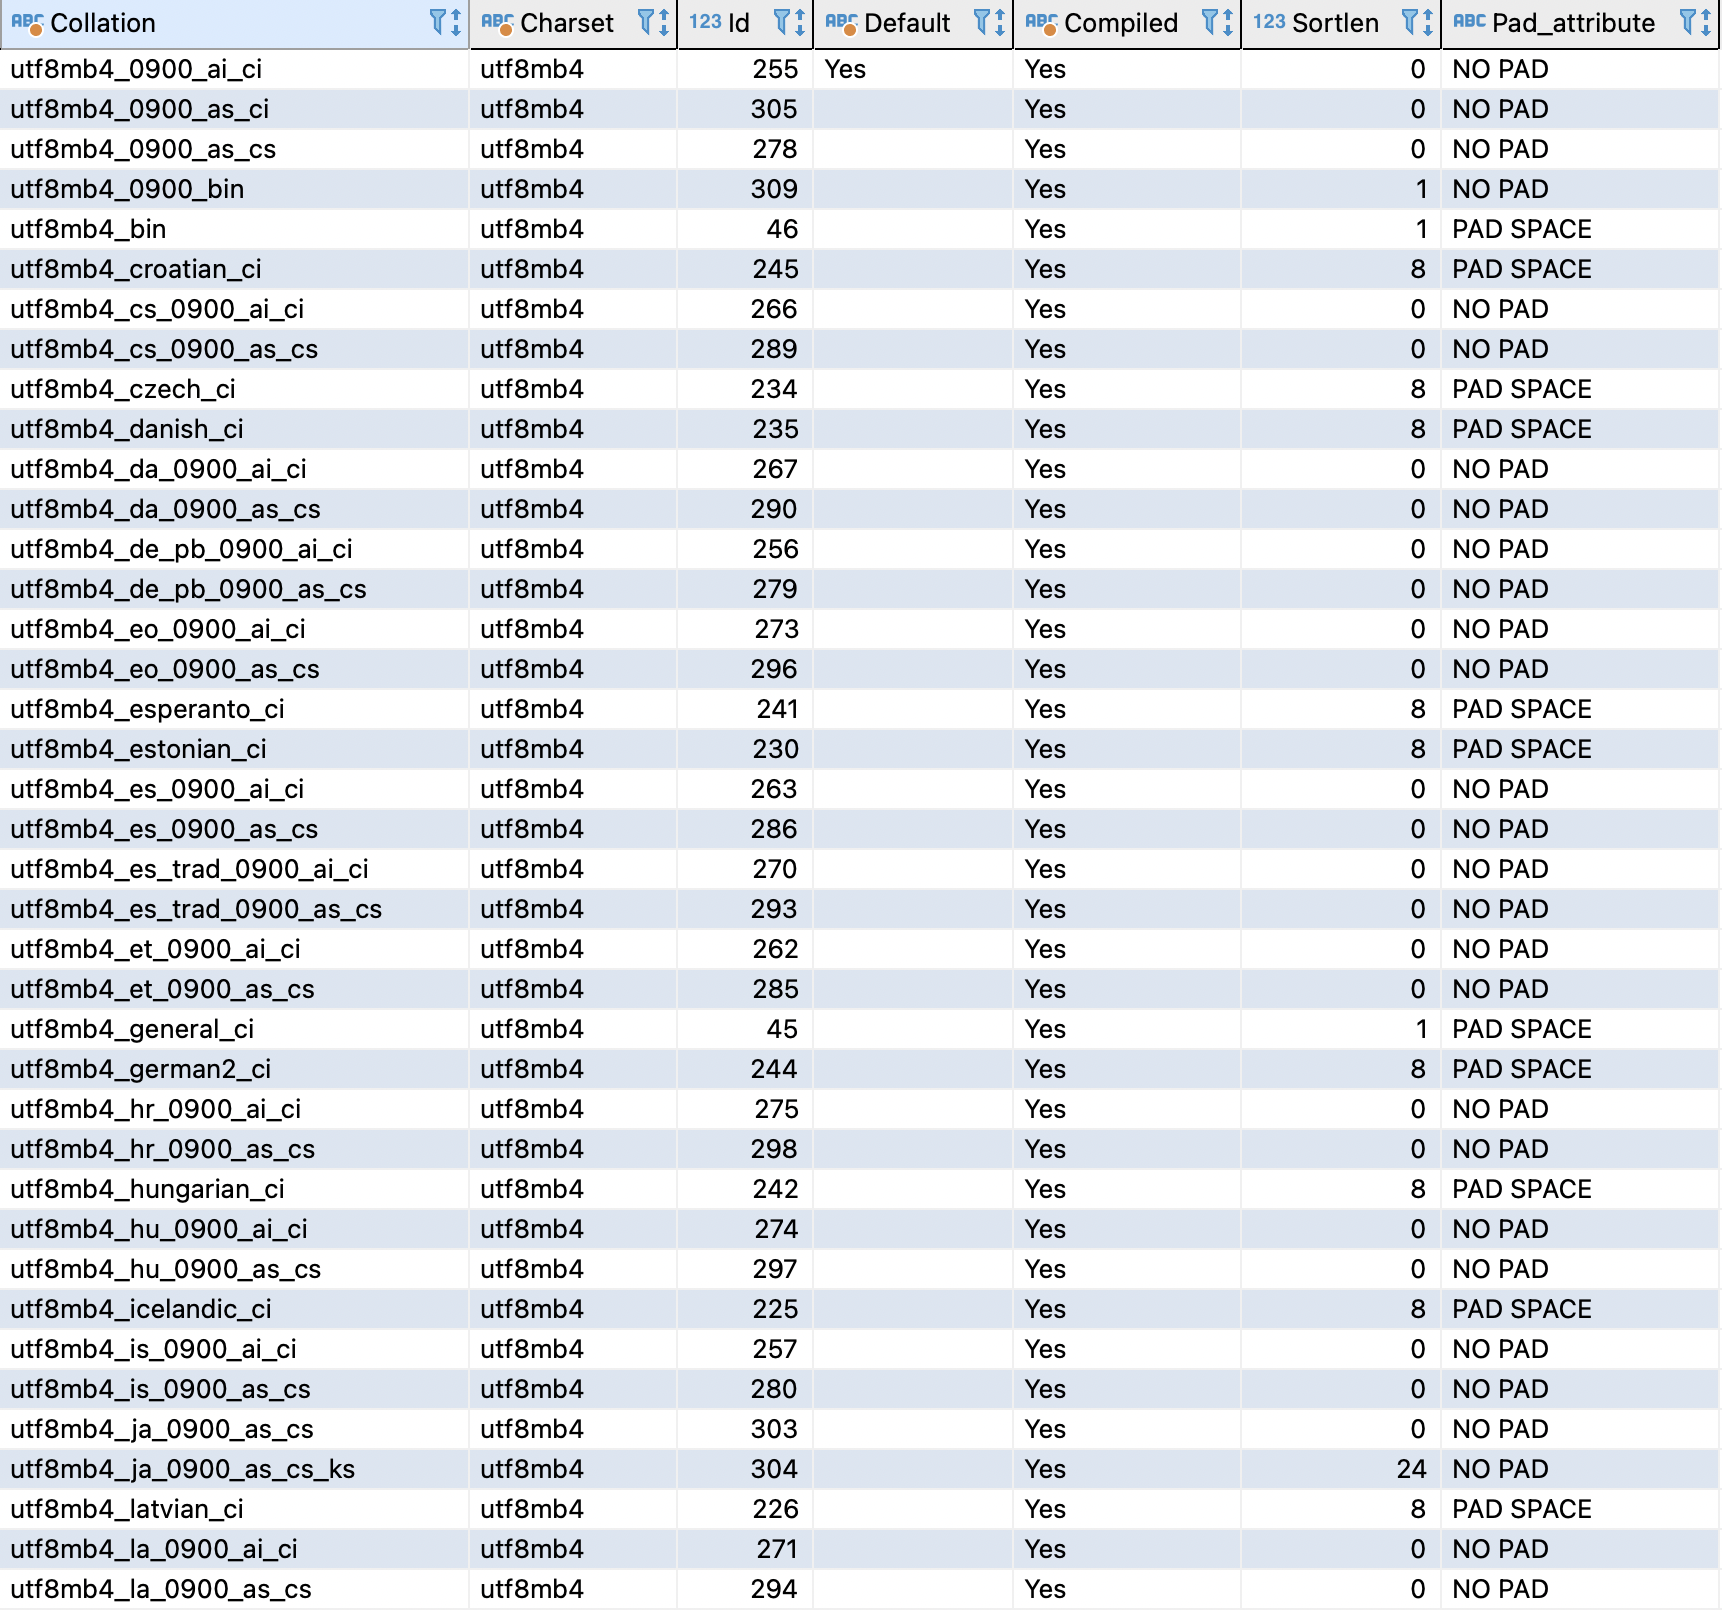 ABC Collation ABC Charset 123 Id ABC Default ABC Compiled 123 Sortlen ABC Pad_attribute
utf8mb4_0900_ai_ci utf8mb4 255 Yes Yes 0 NO PAD
utf8mb4_0900_as_ci utf8mb4 305 Yes 0 NO PAD
utf8mb4_0900_as_cs utf8mb4 278 Yes 0 NO PAD
utf8mb4_0900_bin utf8mb4 309 Yes 1 NO PAD
utf8mb4_bin utf8mb4 46 Yes 1 PAD SPACE
utf8mb4_croatian_ci utf8mb4 245 Yes 8 PAD SPACE
utf8mb4_cs_0900_ai_ci utf8mb4 266 Yes 0 NO PAD
utf8mb4_cs_0900_as_cs utf8mb4 289 Yes 0 NO PAD
utf8mb4_czech_ci utf8mb4 234 Yes 8 PAD SPACE
utf8mb4_danish_ci utf8mb4 235 Yes 8 PAD SPACE
utf8mb4_da_0900_ai_ci utf8mb4 267 Yes 0 NO PAD
utf8mb4_da_0900_as_cs utf8mb4 290 Yes 0 NO PAD
utf8mb4_de_pb_0900_ai_ci utf8mb4 256 Yes 0 NO PAD
utf8mb4_de_pb_0900_as_cs utf8mb4 279 Yes 0 NO PAD
utf8mb4_eo_0900_ai_ci utf8mb4 273 Yes 0 NO PAD
utf8mb4_eo_0900_as_cs utf8mb4 296 Yes 0 NO PAD
utf8mb4_esperanto_ci utf8mb4 241 Yes 8 PAD SPACE
utf8mb4_estonian_ci utf8mb4 230 Yes 8 PAD SPACE
utf8mb4_es_0900_ai_ci utf8mb4 263 Yes 0 NO PAD
utf8mb4_es_0900_as_cs utf8mb4 286 Yes 0 NO PAD
utf8mb4_es_trad_0900_ai_ci utf8mb4 270 Yes 0 NO PAD
utf8mb4_es_trad_0900_as_cs utf8mb4 293 Yes 0 NO PAD
utf8mb4_et_0900_ai_ci utf8mb4 262 Yes 0 NO PAD
utf8mb4_et_0900_as_cs utf8mb4 285 Yes 0 NO PAD
utf8mb4_general_ci utf8mb4 45 Yes 1 PAD SPACE
utf8mb4_german2_ci utf8mb4 244 Yes 8 PAD SPACE
utf8mb4_hr_0900_ai_ci utf8mb4 275 Yes 0 NO PAD
utf8mb4_hr_0900_as_cs utf8mb4 298 Yes 0 NO PAD
utf8mb4_hungarian_ci utf8mb4 242 Yes 8 PAD SPACE
utf8mb4_hu_0900_ai_ci utf8mb4 274 Yes 0 NO PAD
utf8mb4_hu_0900_as_cs utf8mb4 297 Yes 0 NO PAD
utf8mb4_icelandic_ci utf8mb4 225 Yes 8 PAD SPACE
utf8mb4_is_0900_ai_ci utf8mb4 257 Yes 0 NO PAD
utf8mb4_is_0900_as_cs utf8mb4 280 Yes 0 NO PAD
utf8mb4_ja_0900_as_cs utf8mb4 303 Yes 0 NO PAD
utf8mb4_ja_0900_as_cs_ks utf8mb4 304 Yes 24 NO PAD
utf8mb4_latvian_ci utf8mb4 226 Yes 8 PAD SPACE
utf8mb4_la_0900_ai_ci utf8mb4 271 Yes 0 NO PAD
utf8mb4_la_0900_as_cs utf8mb4 294 Yes 0 NO PAD